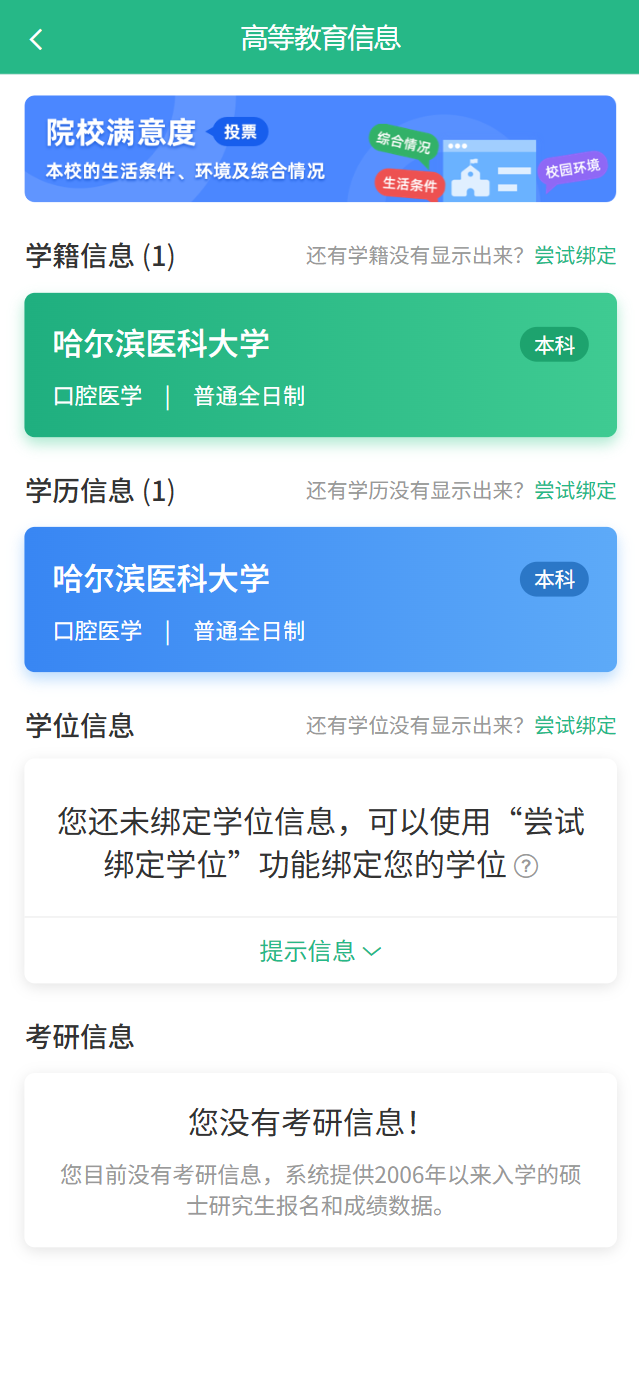 高等教育信息
院校满意度 投票
本校的生活条件、环境及综合情况
综合情况
生活条件
校园环境
学籍信息 (1) 还有学籍没有显示出来？尝试绑定
哈尔滨医科大学 本科
口腔医学 | 普通全日制
学历信息 (1) 还有学历没有显示出来？尝试绑定
哈尔滨医科大学 本科
口腔医学 | 普通全日制
学位信息 还有学位没有显示出来？尝试绑定
您还未绑定学位信息，可以使用“尝试
绑定学位”功能绑定您的学位 ?
提示信息
考研信息
您没有考研信息！
您目前没有考研信息，系统提供2006年以来入学的硕
士研究生报名和成绩数据。